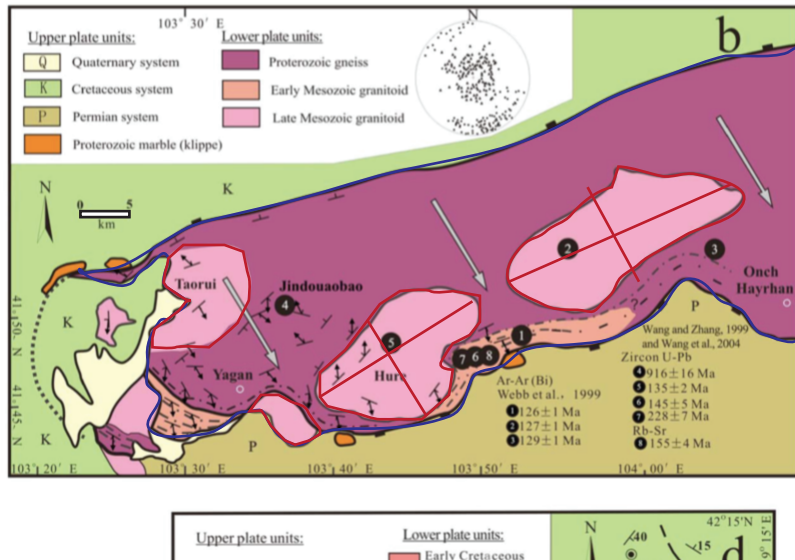 103° 30′ E
N
b
Upper plate units:
Lower plate units:
Q Quaternary system
Proterozoic gneiss
K Cretaceous system
Early Mesozoic granitoid
P Permian system
Late Mesozoic granitoid
Proterozoic marble (klippe)
N
0 5
km
K
Taorui
Jindouaobao
4
2
3
Onch
Hayrhan
41° 50′ N
K
5
?
P
Wang and Zhang, 1999
and Wang et al., 2004
Yagan
Hure
7 6 8
1
Zircon U-Pb
4 916±16 Ma
Ar-Ar (Bi)
5 135±2 Ma
Webb et al., 1999
6 145±5 Ma
1 126±1 Ma
7 228±7 Ma
2 127±1 Ma
Rb-Sr
3 129±1 Ma
8 155±4 Ma
41° 45′ N
K
P
103° 20′ E
103° 30′ E
103° 40′ E
103° 50′ E
104° 00′ E
Upper plate units:
Lower plate units:
Early Cretaceous
N
40
15
42°15′N
9° 15′ E
d